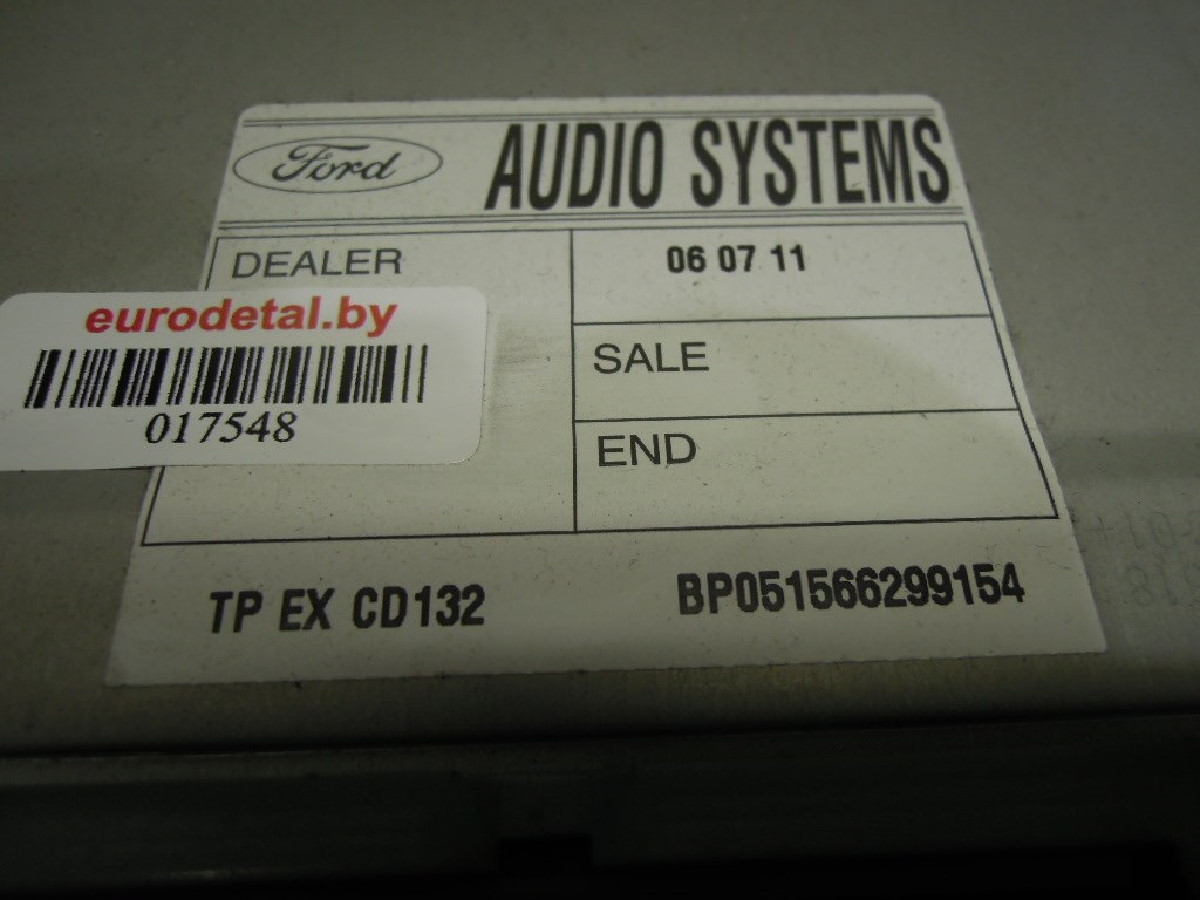 Ford AUDIO SYSTEMS
DEALER
06 07 11
eurodetal.by
017548
SALE
END
TP EX CD132
BP051566299154